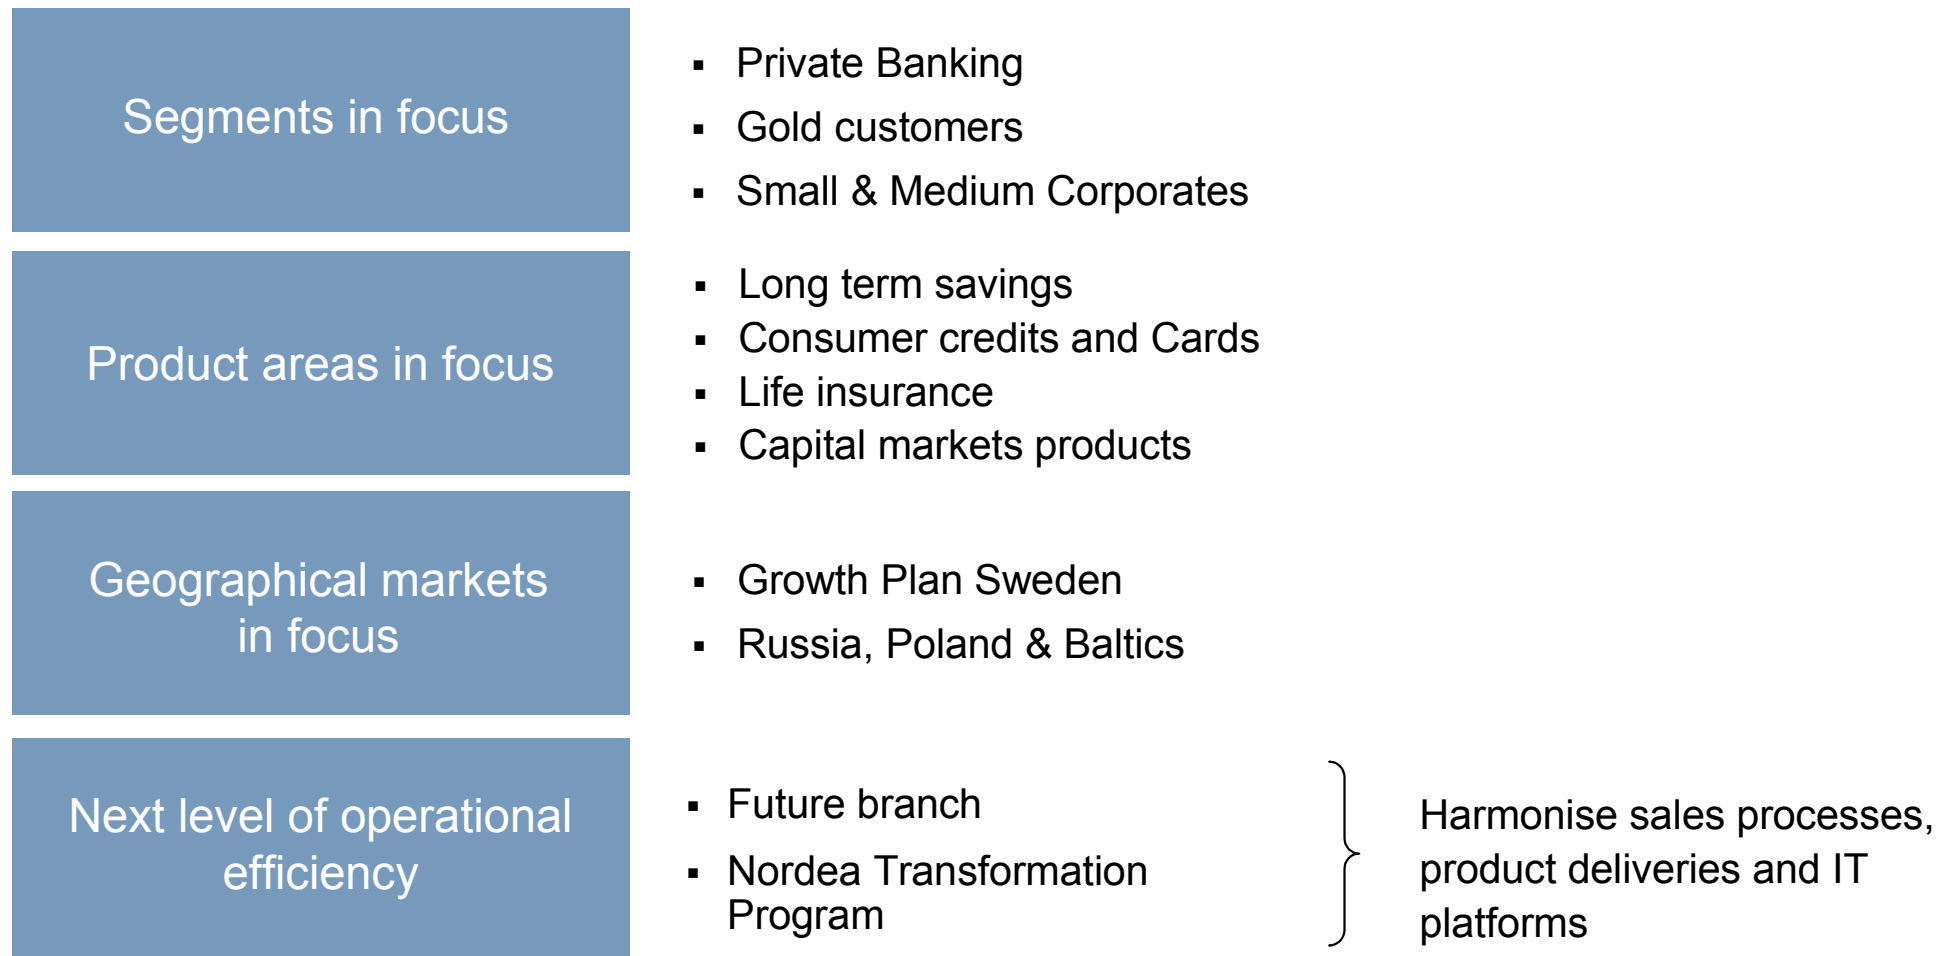 Segments in focus
▪ Private Banking
▪ Gold customers
▪ Small & Medium Corporates
Product areas in focus
▪ Long term savings
▪ Consumer credits and Cards
▪ Life insurance
▪ Capital markets products
Geographical markets
in focus
▪ Growth Plan Sweden
▪ Russia, Poland & Baltics
Next level of operational
efficiency
▪ Future branch
▪ Nordea Transformation
Program
Harmonise sales processes,
product deliveries and IT
platforms